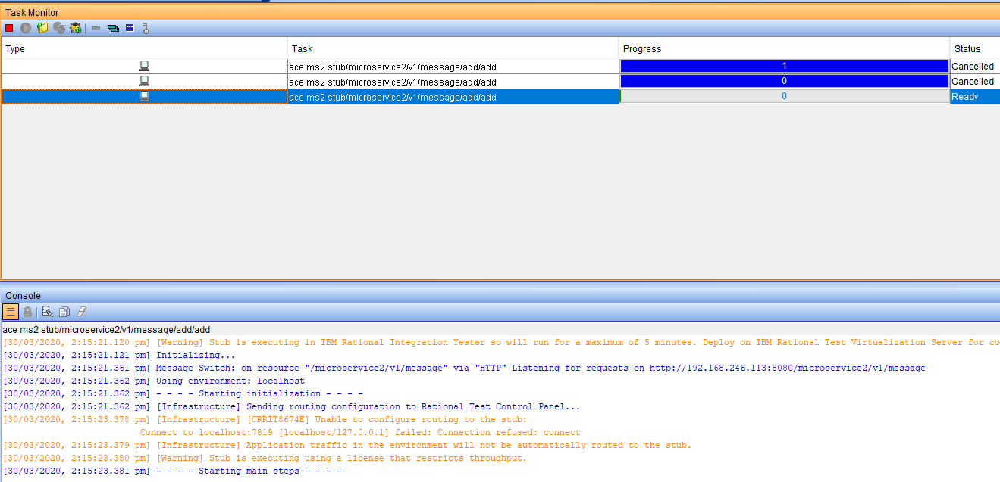 Task Monitor
Type Task Progress Status
ace ms2 stub/microservice2/v1/message/add/add 1 Cancelled
ace ms2 stub/microservice2/v1/message/add/add 0 Cancelled
ace ms2 stub/microservice2/v1/message/add/add 0 Ready
Console
ace ms2 stub/microservice2/v1/message/add/add
[30/03/2020, 2:15:21.120 pm] [Warning] Stub is executing in IBM Rational Integration Tester so will run for a maximum of 5 minutes. Deploy on IBM Rational Test Virtualization Server for co
[30/03/2020, 2:15:21.121 pm] Initializing...
[30/03/2020, 2:15:21.361 pm] Message Switch: on resource "/microservice2/v1/message" via "HTTP" Listening for requests on http://192.168.246.113:8080/microservice2/v1/message
[30/03/2020, 2:15:21.362 pm] Using environment: localhost
[30/03/2020, 2:15:21.362 pm] - - - - Starting initialization - - - -
[30/03/2020, 2:15:21.362 pm] [Infrastructure] Sending routing configuration to Rational Test Control Panel...
[30/03/2020, 2:15:23.378 pm] [Infrastructure] [CRRIT8674E] Unable to configure routing to the stub:
Connect to localhost:7819 [localhost/127.0.0.1] failed: Connection refused: connect
[30/03/2020, 2:15:23.379 pm] [Infrastructure] Application traffic in the environment will not be automatically routed to the stub.
[30/03/2020, 2:15:23.380 pm] [Warning] Stub is executing using a license that restricts throughput.
[30/03/2020, 2:15:23.381 pm] - - - - Starting main steps - - - -